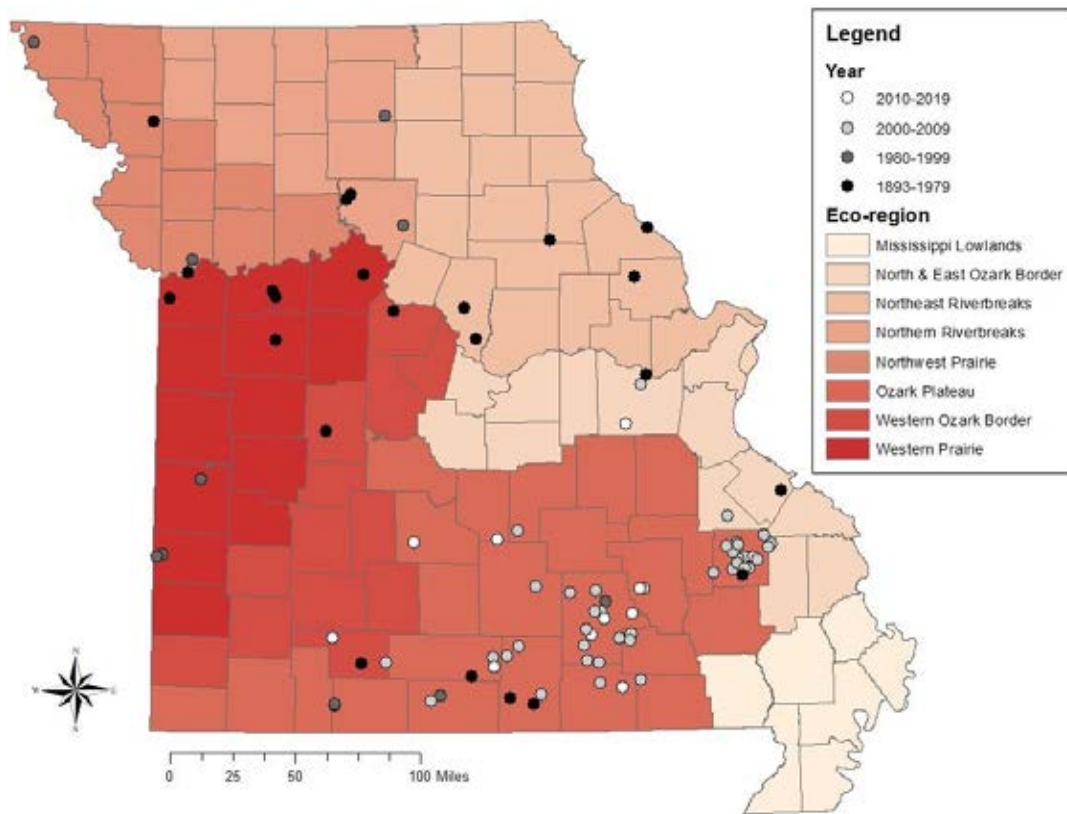 Legend
Year
2010-2019
2000-2009
1980-1999
1893-1979
Eco-region
Mississippi Lowlands
North & East Ozark Border
Northeast Riverbreaks
Northern Riverbreaks
Northwest Prairie
Ozark Plateau
Western Ozark Border
Western Prairie
N
W E
S
0 25 50 100 Miles